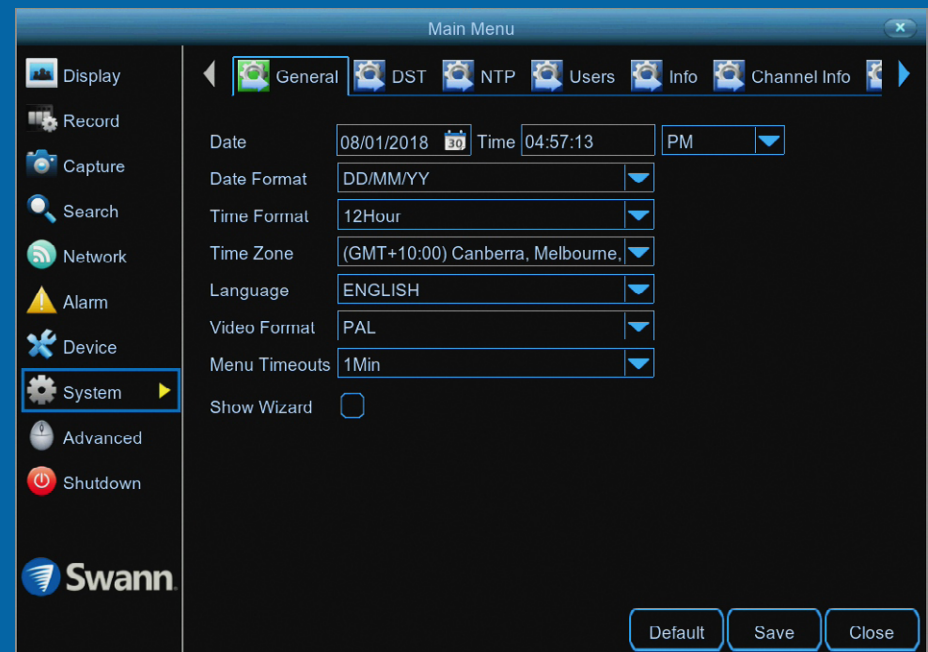 Main Menu
Display
Record
Capture
Search
Network
Alarm
Device
System
Advanced
Shutdown
Swann
General DST NTP Users Info Channel Info
Date 08/01/2018 30 Time 04:57:13 PM
Date Format DD/MM/YY
Time Format 12Hour
Time Zone (GMT+10:00) Canberra, Melbourne,
Language ENGLISH
Video Format PAL
Menu Timeouts 1Min
Show Wizard
Default Save Close